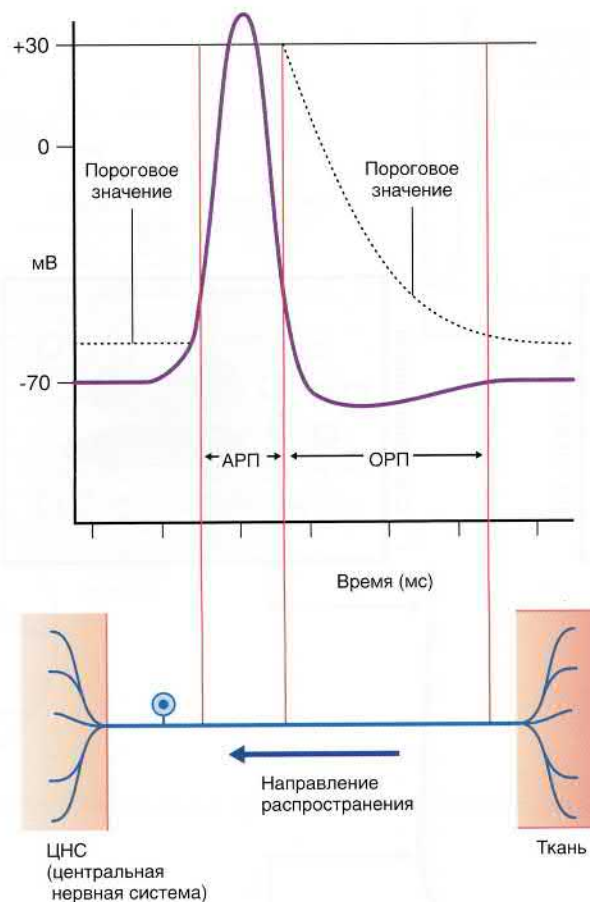 +30
0
Пороговое
значение
Пороговое
значение
мВ
-70
АРП
ОРП
Время (мс)
Направление
распространения
ЦНС
(центральная
нервная система)
Ткань